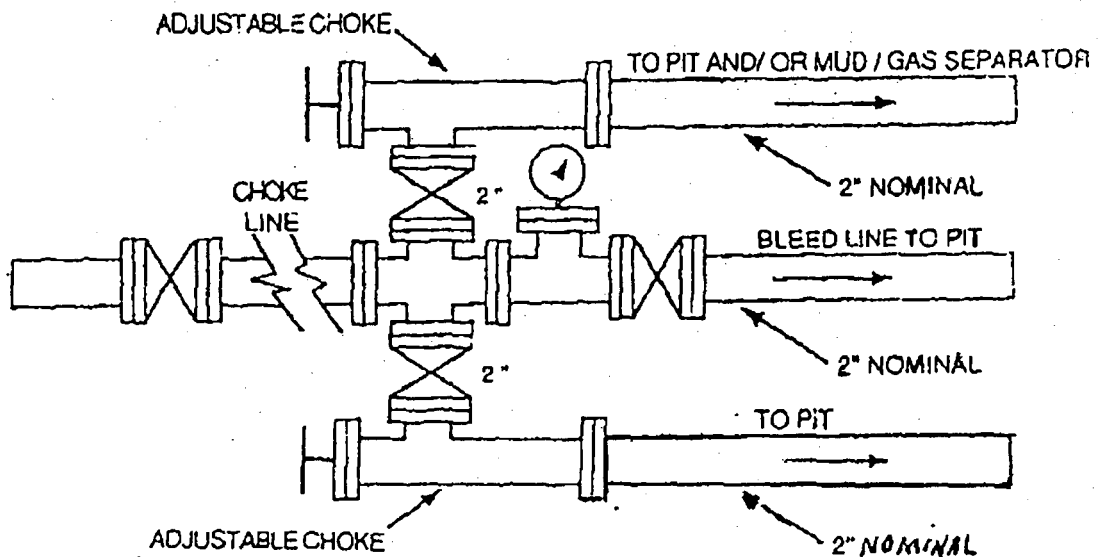 ADJUSTABLE CHOKE
TO PIT AND/ OR MUD / GAS SEPARATOR
2" NOMINAL
2"
CHOKE
LINE
BLEED LINE TO PIT
2" NOMINAL
2"
TO PIT
ADJUSTABLE CHOKE
2" NOMINAL